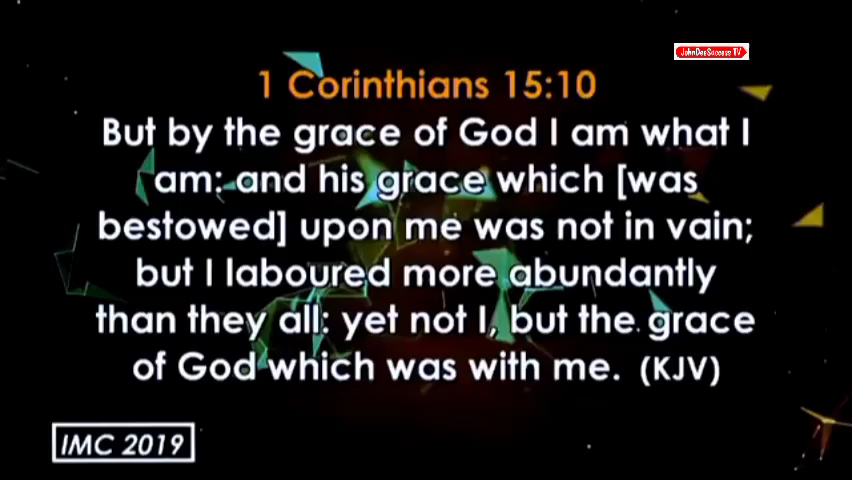 JohnDeeSuccess TV
1 Corinthians 15:10
But by the grace of God I am what I
am: and his grace which [was
bestowed] upon me was not in vain;
but I laboured more abundantly
than they all: yet not I, but the grace
of God which was with me. (KJV)
IMC 2019